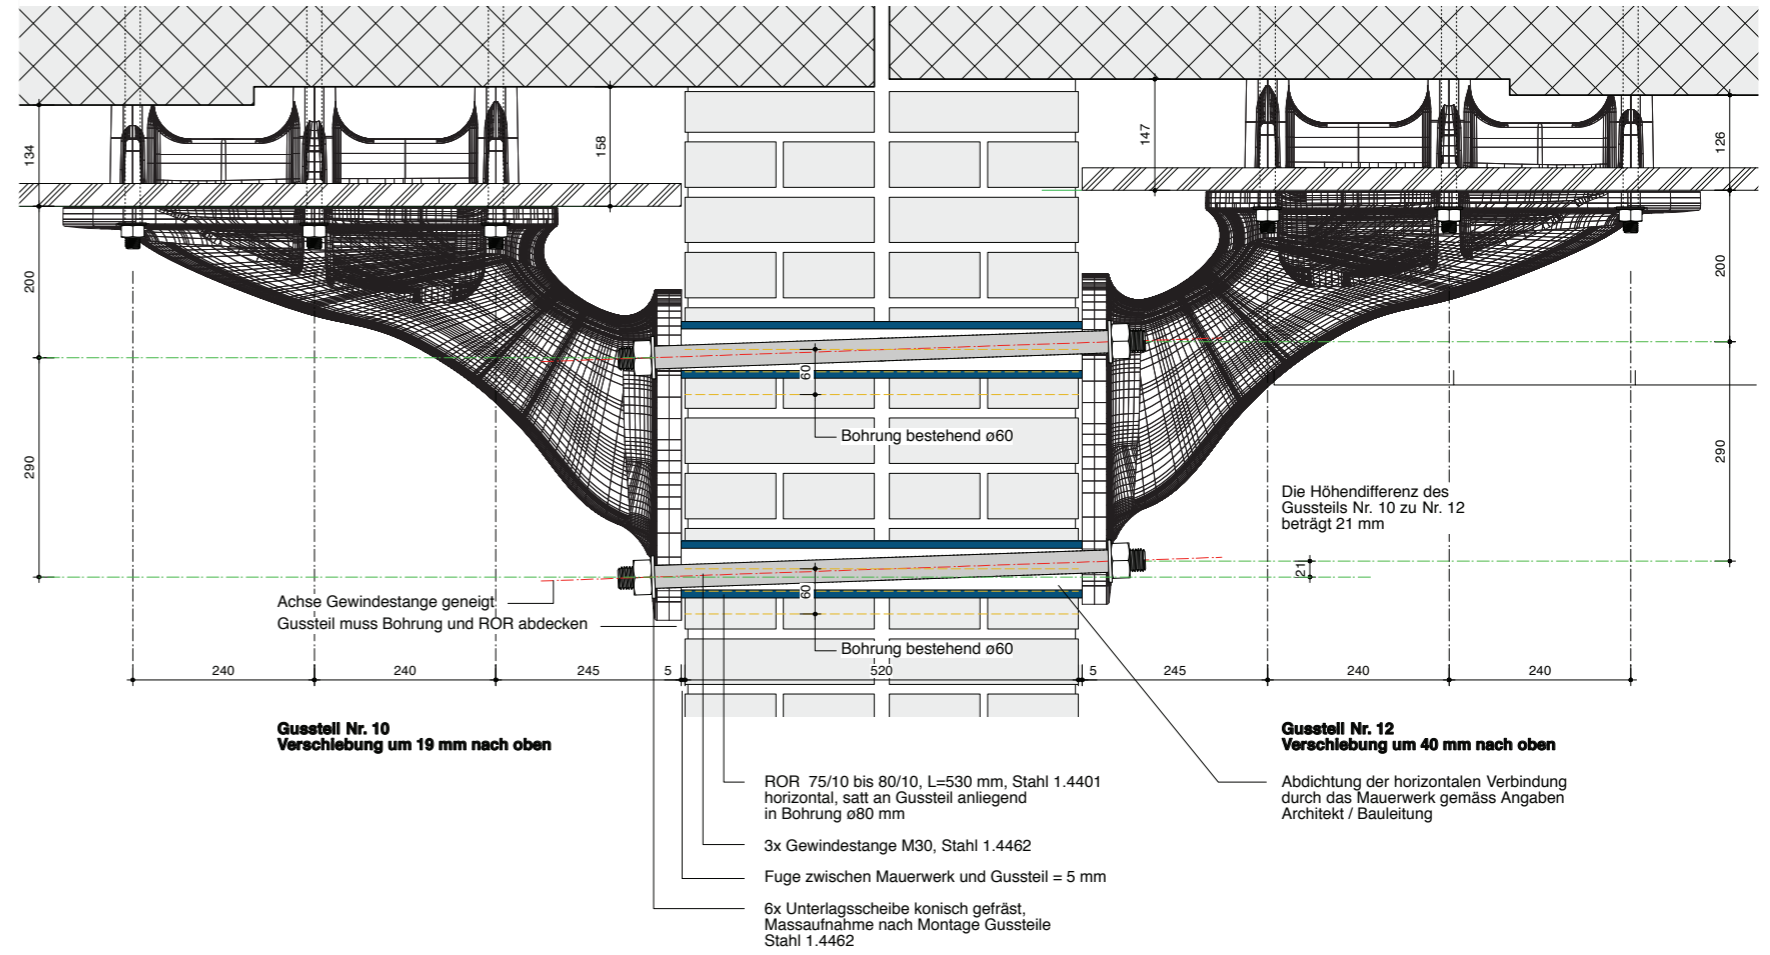 134
158
147
126
200
200
60
Bohrung bestehend ø60
290
290
Die Höhendifferenz des
Gussteils Nr. 10 zu Nr. 12
beträgt 21 mm
21
60
Achse Gewindestange geneigt
Gussteil muss Bohrung und ROR abdecken
Bohrung bestehend ø60
240 240 245 5 520 5 245 240 240
Gussteil Nr. 10
Verschiebung um 19 mm nach oben
Gussteil Nr. 12
Verschiebung um 40 mm nach oben
ROR 75/10 bis 80/10, L=530 mm, Stahl 1.4401
horizontal, satt an Gussteil anliegend
in Bohrung ø80 mm
Abdichtung der horizontalen Verbindung
durch das Mauerwerk gemäss Angaben
Architekt / Bauleitung
3x Gewindestange M30, Stahl 1.4462
Fuge zwischen Mauerwerk und Gussteil = 5 mm
6x Unterlagsscheibe konisch gefräst,
Massaufnahme nach Montage Gussteile
Stahl 1.4462